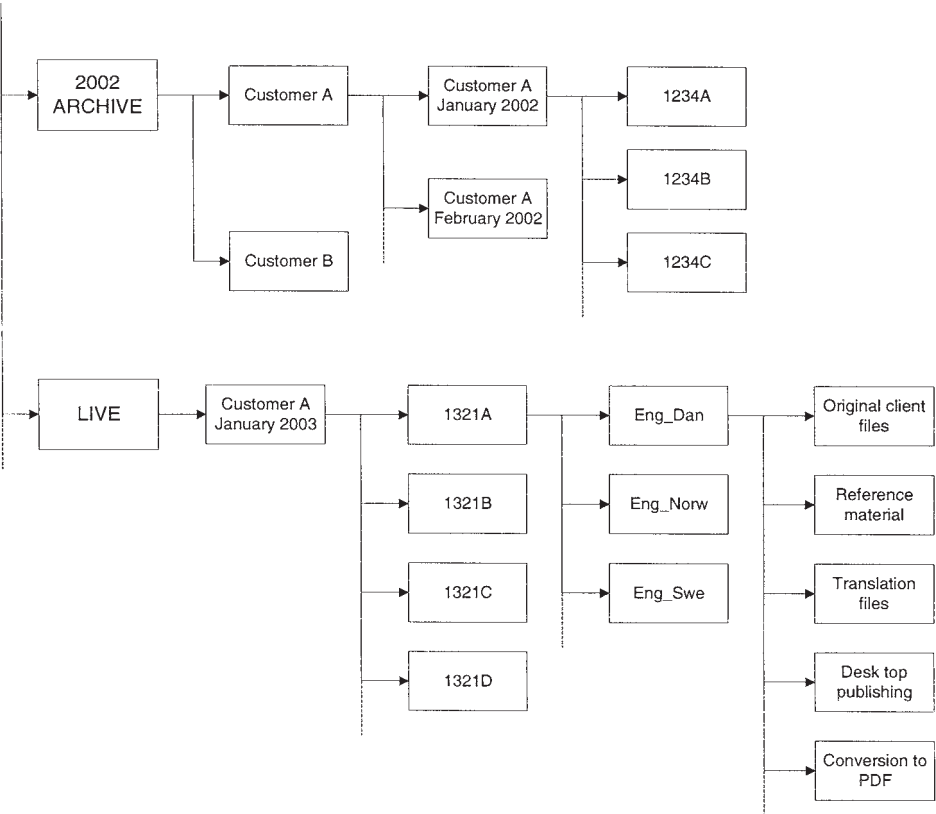 2002
ARCHIVE
Customer A
Customer A
January 2002
1234A
1234B
Customer A
February 2002
Customer B
1234C
LIVE
Customer A
January 2003
1321A
Eng_Dan
Original client
files
1321B
Eng_Norw
Reference
material
1321C
Eng_Swe
Translation
files
1321D
Desk top
publishing
Conversion to
PDF